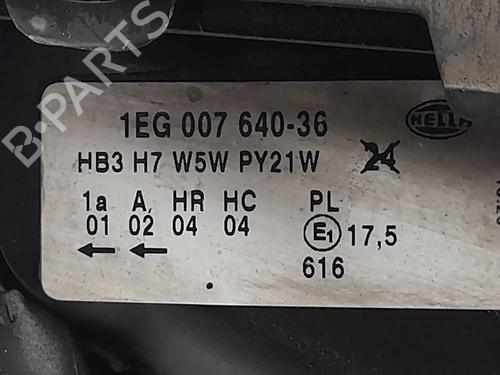 B-PARTS
1EG 007 640-36
HELLA
HB3 H7 W5W PY21W 24
1a A, HR HC PL
01 02 04 04 E1 17,5
616